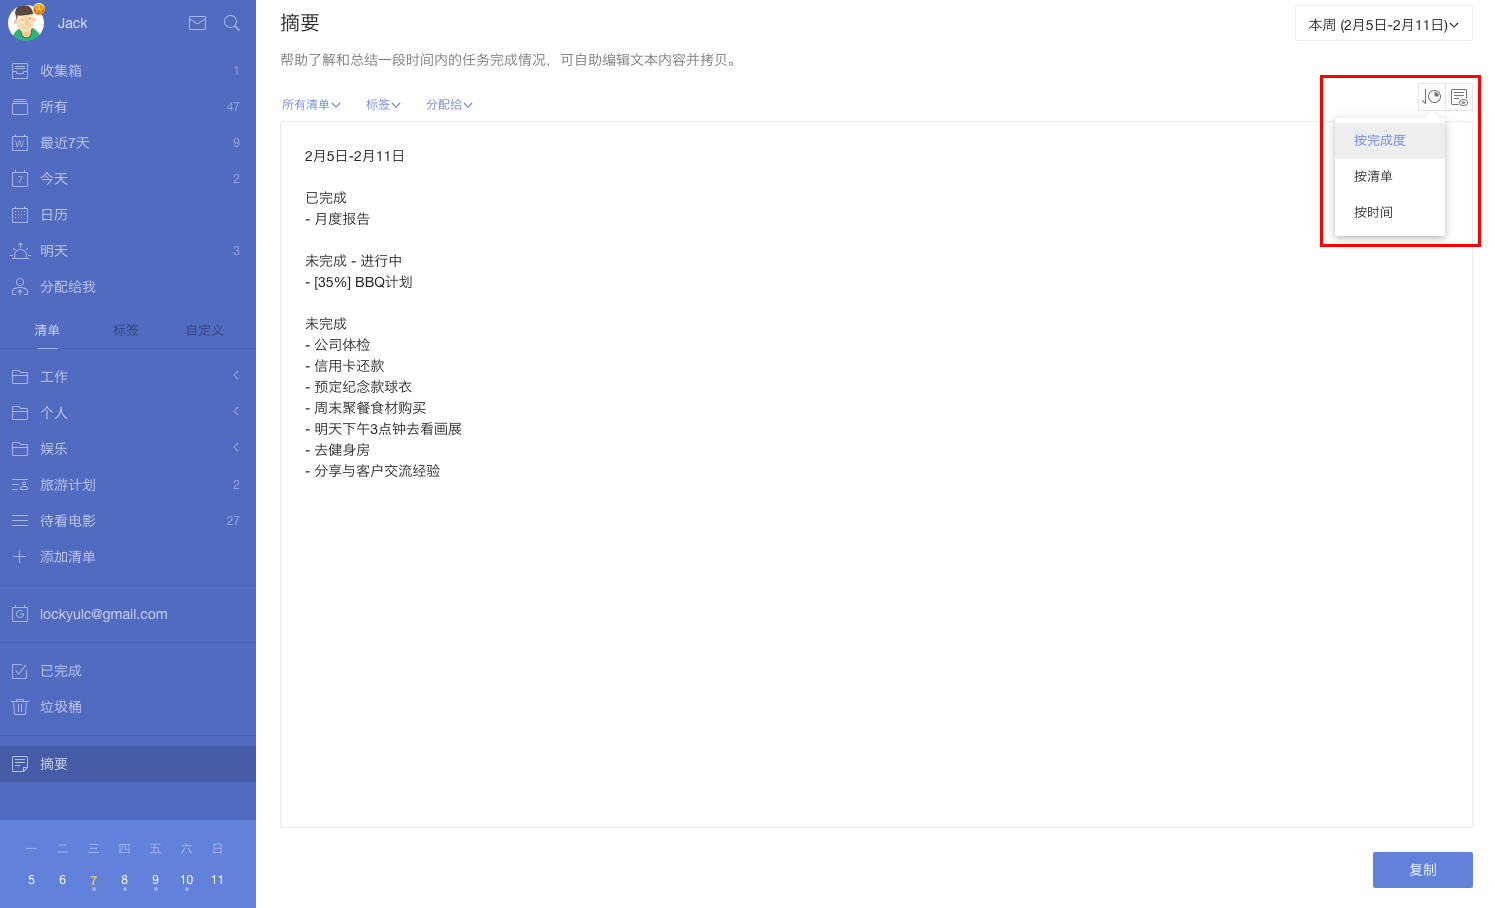 Jack
收集箱 1
所有 47
最近7天 9
今天 2
日历
明天 3
分配给我
清单 标签 自定义
工作
个人
娱乐
旅游计划 2
待看电影 27
添加清单
lockyulc@gmail.com
已完成
垃圾桶
摘要
一 二 三 四 五 六 日
5 6 7 8 9 10 11
摘要
本周 (2月5日-2月11日)
帮助了解和总结一段时间内的任务完成情况，可自助编辑文本内容并拷贝。
所有清单 标签 分配给
按完成度
按清单
按时间
2月5日-2月11日
已完成
- 月度报告
未完成 - 进行中
- [35%] BBQ计划
未完成
- 公司体检
- 信用卡还款
- 预定纪念款球衣
- 周末聚餐食材购买
- 明天下午3点钟去看画展
- 去健身房
- 分享与客户交流经验
复制